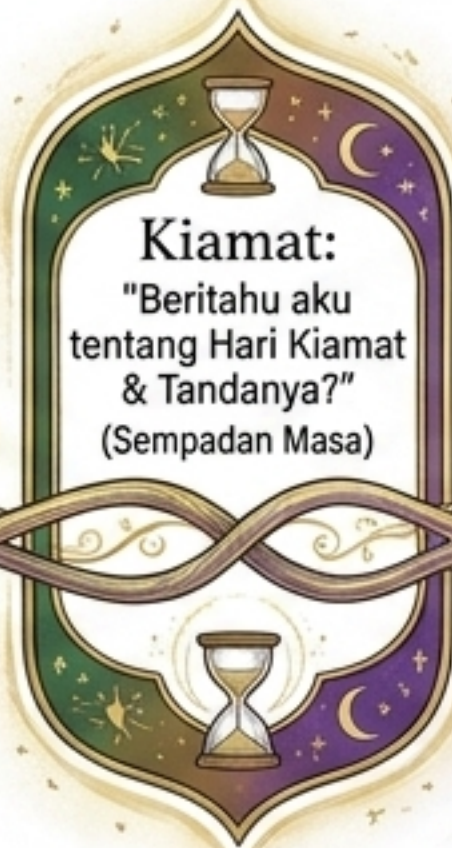 Kiamat:
"Beritahu aku
tentang Hari Kiamat
& Tandanya?"
(Sempadan Masa)